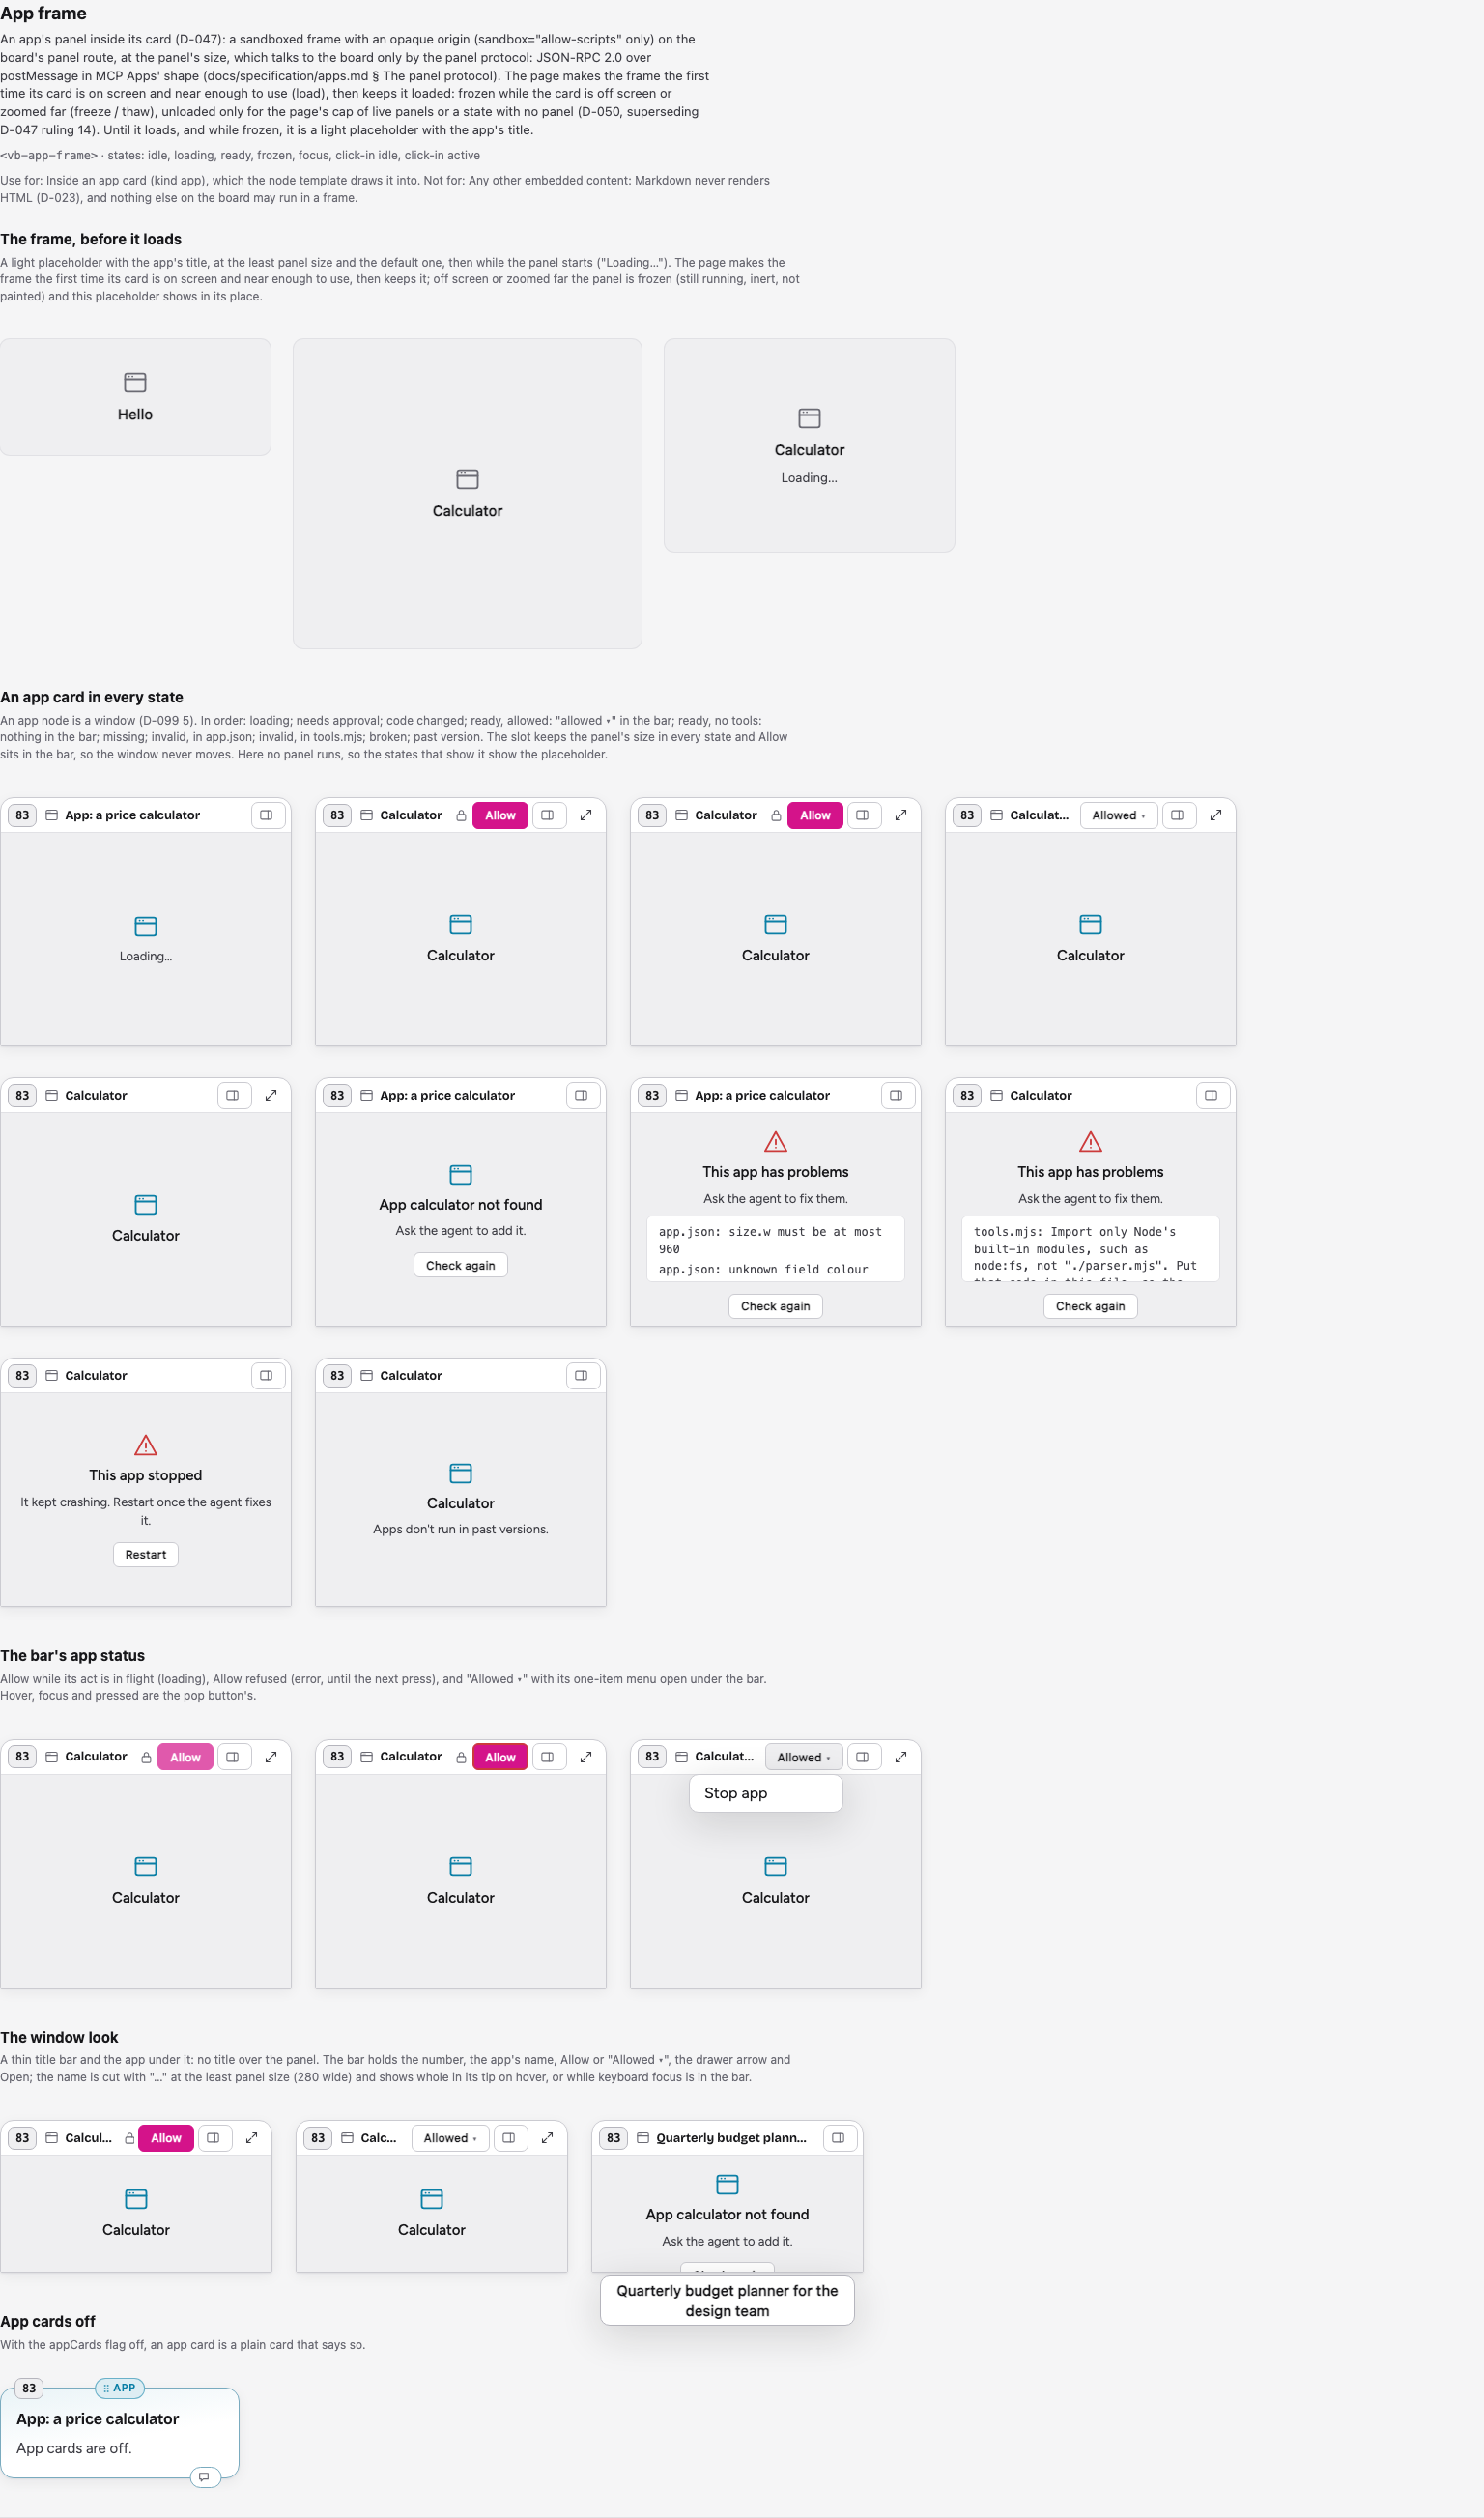 App frame
An app's panel inside its card (D-047): a sandboxed frame with an opaque origin (sandbox="allow-scripts" only) on the
board's panel route, at the panel's size, which talks to the board only by the panel protocol: JSON-RPC 2.0 over
postMessage in MCP Apps' shape (docs/specification/apps.md § The panel protocol). The page makes the frame the first
time its card is on screen and near enough to use (load), then keeps it loaded: frozen while the card is off screen or
zoomed far (freeze / thaw), unloaded only for the page's cap of live panels or a state with no panel (D-050, superseding
D-047 ruling 14). Until it loads, and while frozen, it is a light placeholder with the app's title.
<vb-app-frame> · states: idle, loading, ready, frozen, focus, click-in idle, click-in active
Use for: Inside an app card (kind app), which the node template draws it into. Not for: Any other embedded content: Markdown never renders
HTML (D-023), and nothing else on the board may run in a frame.
The frame, before it loads
A light placeholder with the app's title, at the least panel size and the default one, then while the panel starts ("Loading…"). The page makes the
frame the first time its card is on screen and near enough to use, then keeps it; off screen or zoomed far the panel is frozen (still running, inert, not
painted) and this placeholder shows in its place.
Hello
Calculator
Calculator
Loading…
An app card in every state
An app node is a window (D-099 5). In order: loading; needs approval; code changed; ready, allowed: "allowed ▾" in the bar; ready, no tools:
nothing in the bar; missing; invalid, in app.json; invalid, in tools.mjs; broken; past version. The slot keeps the panel's size in every state and Allow
sits in the bar, so the window never moves. Here no panel runs, so the states that show it show the placeholder.
83 App: a price calculator
Loading…
83 Calculator Allow
Calculator
83 Calculator Allow
Calculator
83 Calculat… Allowed ▾
Calculator
83 Calculator
Calculator
83 App: a price calculator
App calculator not found
Ask the agent to add it.
Check again
83 App: a price calculator
This app has problems
Ask the agent to fix them.
app.json: size.w must be at most
960
app.json: unknown field colour
Check again
83 Calculator
This app has problems
Ask the agent to fix them.
tools.mjs: Import only Node's
built-in modules, such as
node:fs, not "./parser.mjs". Put
that code in this file, so the
Check again
83 Calculator
This app stopped
It kept crashing. Restart once the agent fixes
it.
Restart
83 Calculator
Calculator
Apps don't run in past versions.
The bar's app status
Allow while its act is in flight (loading), Allow refused (error, until the next press), and "Allowed ▾" with its one-item menu open under the bar.
Hover, focus and pressed are the pop button's.
83 Calculator Allow
Calculator
83 Calculator Allow
Calculator
83 Calculat… Allowed ▾
Stop app
Calculator
The window look
A thin title bar and the app under it: no title over the panel. The bar holds the number, the app's name, Allow or "Allowed ▾", the drawer arrow and
Open; the name is cut with "…" at the least panel size (280 wide) and shows whole in its tip on hover, or while keyboard focus is in the bar.
83 Calcul… Allow
Calculator
83 Calc… Allowed ▾
Calculator
83 Quarterly budget plann…
App calculator not found
Ask the agent to add it.
Quarterly budget planner for the
design team
App cards off
With the appCards flag off, an app card is a plain card that says so.
83 APP
App: a price calculator
App cards are off.